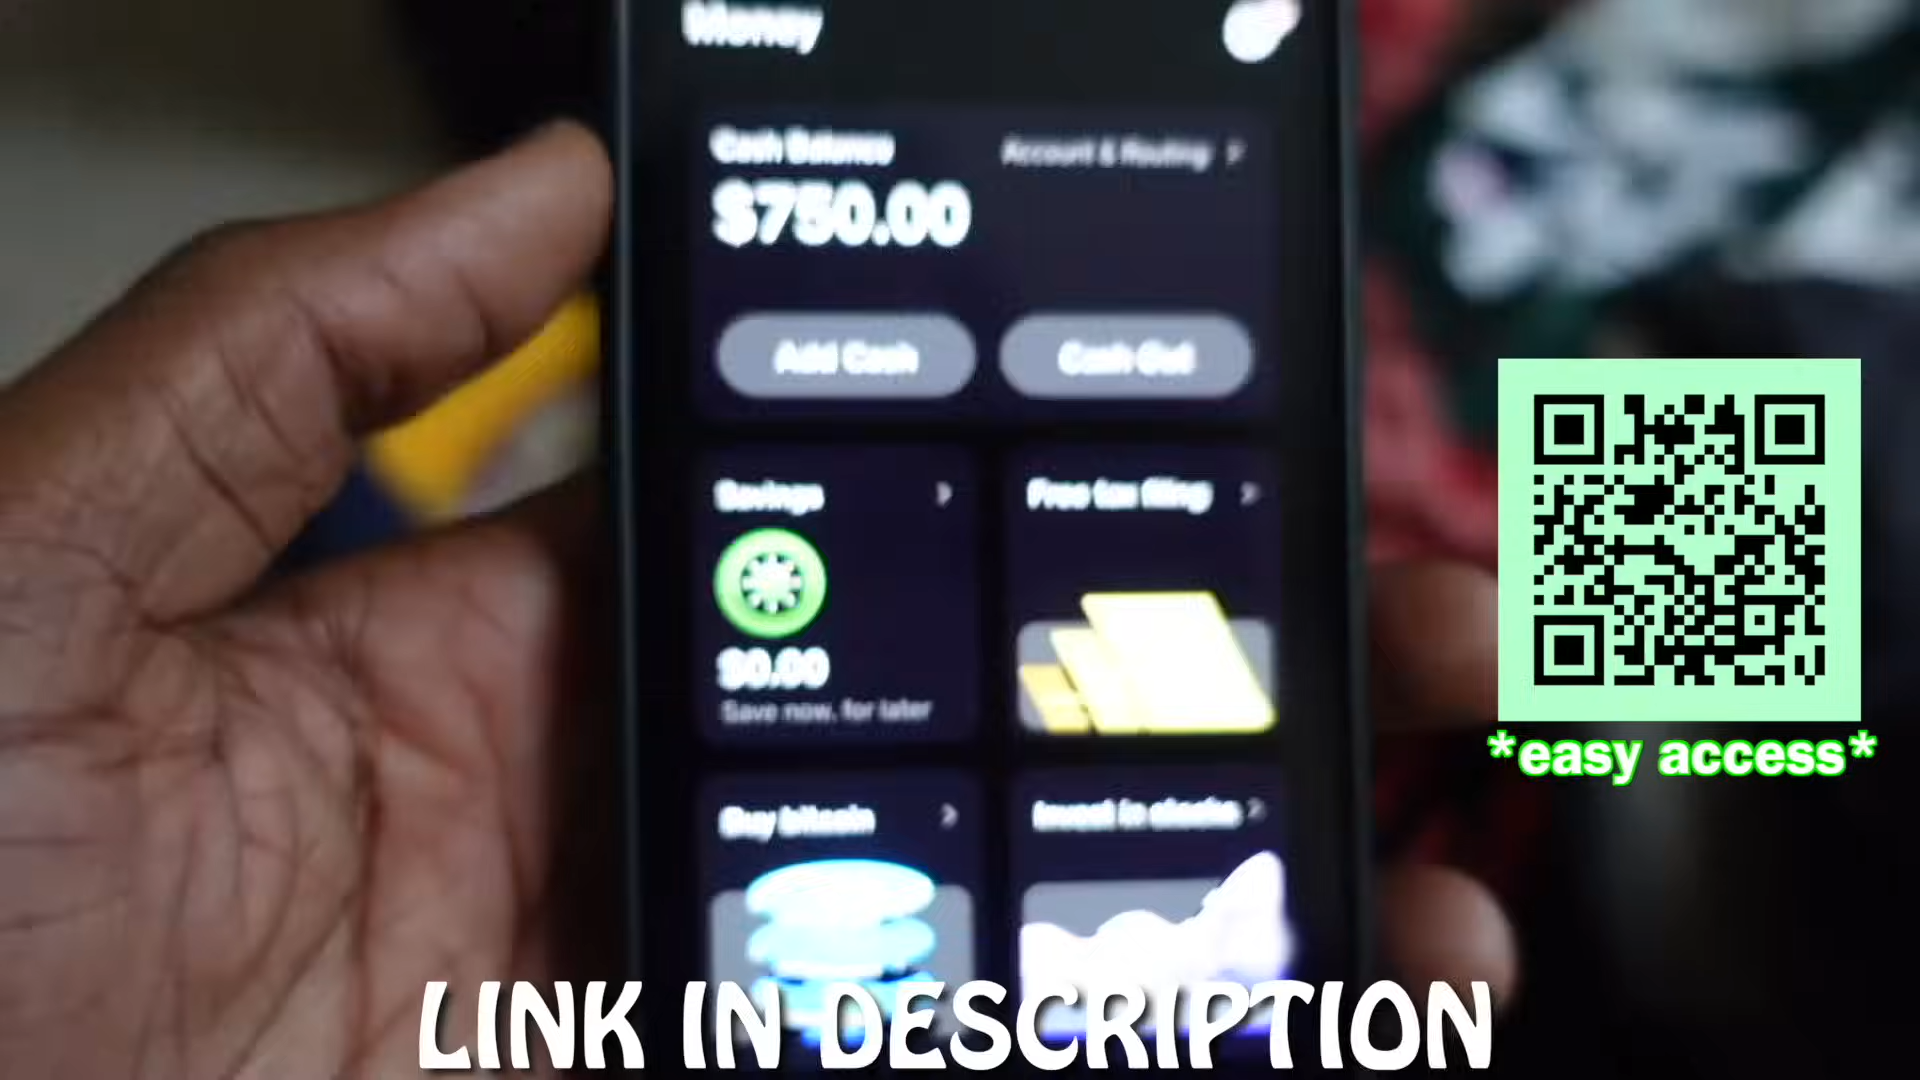 Money
Cash Balance
Account & Routing
$750.00
Add Cash
Cash Out
Savings
Free tax filing
$0.00
Save now, for later
Buy bitcoin
Invest in stocks
*easy access*
LINK IN DESCRIPTION